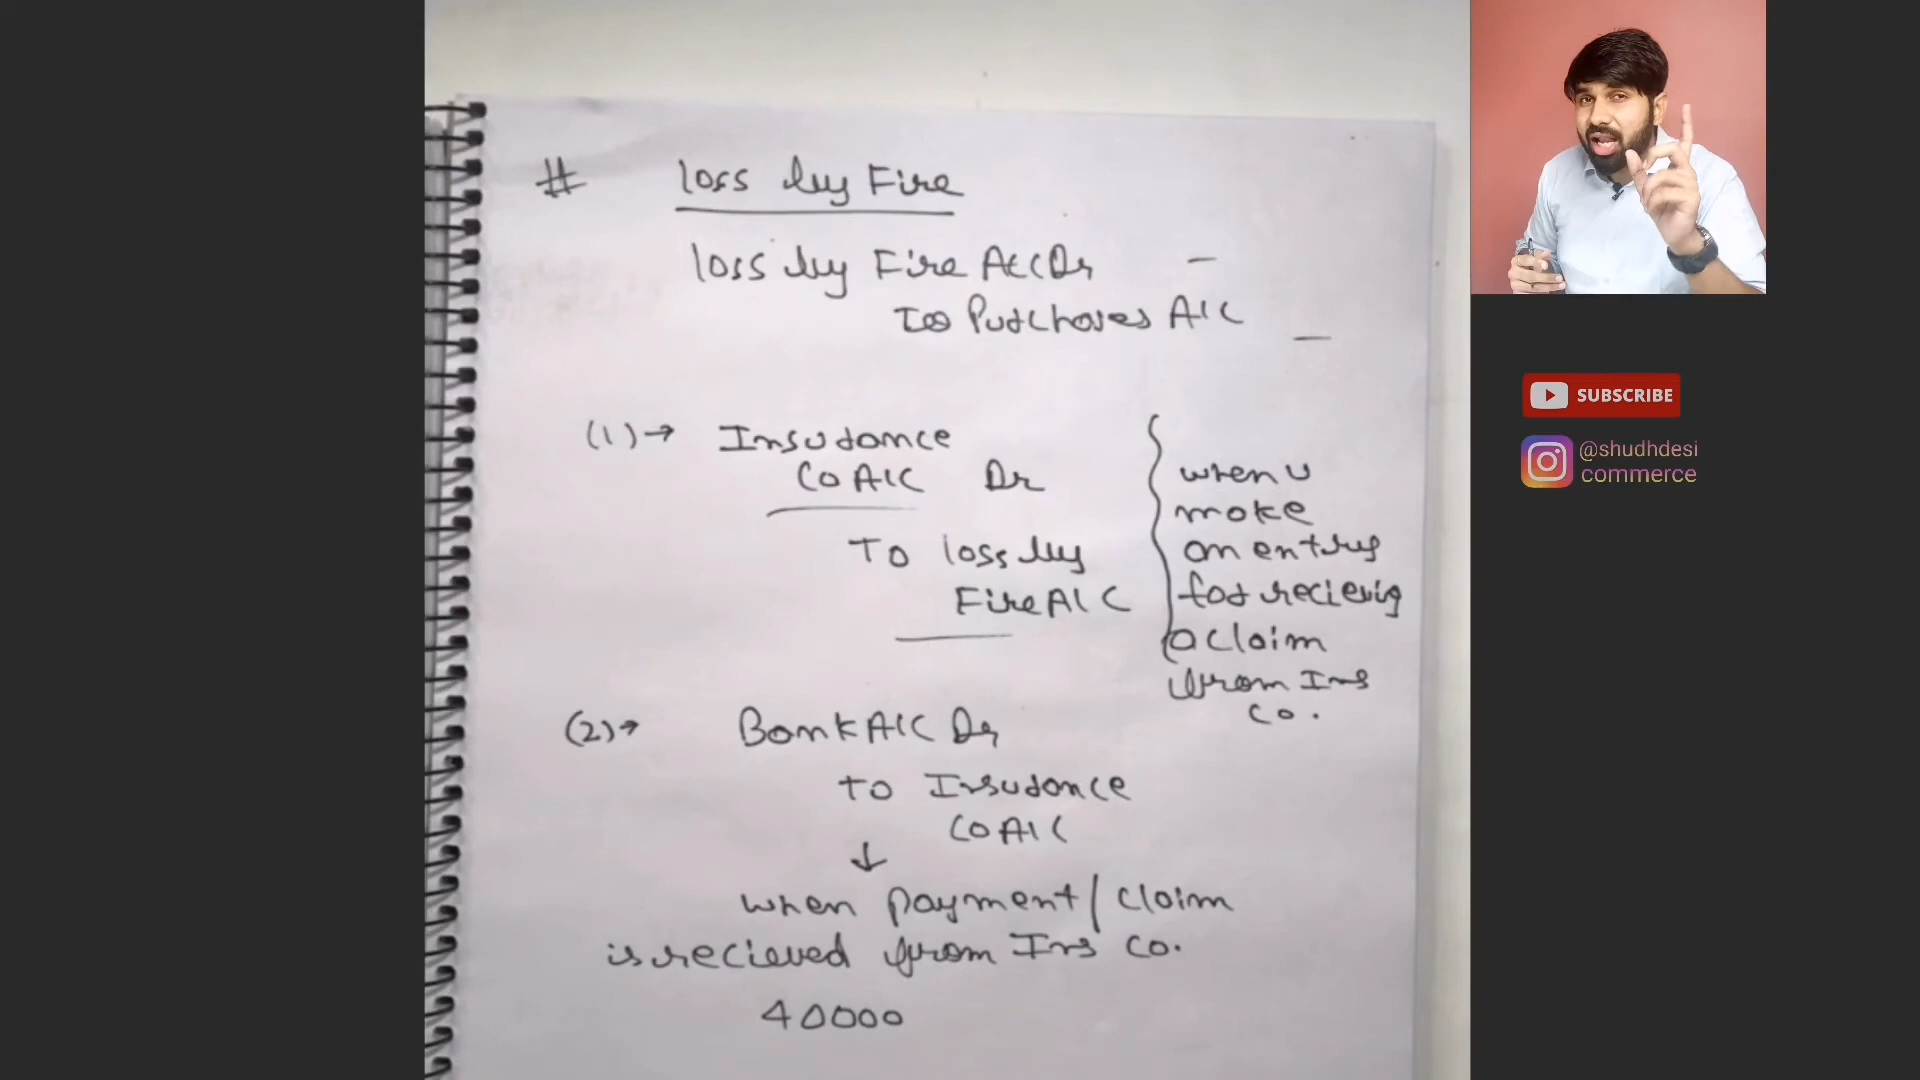 # Loss by Fire
loss by Fire A/c Dr —
To Purchases A/C —
(1)→ Insurance
Co A/C Dr
To loss by
Fire A/C
when u
make
an entry
for recieving
a claim
from Ins
Co.
(2)→ Bank A/C Dr
To Insurance
Co A/C
↓
when payment/claim
is recieved from Ins Co.
40000
SUBSCRIBE
@shudhdesi
commerce